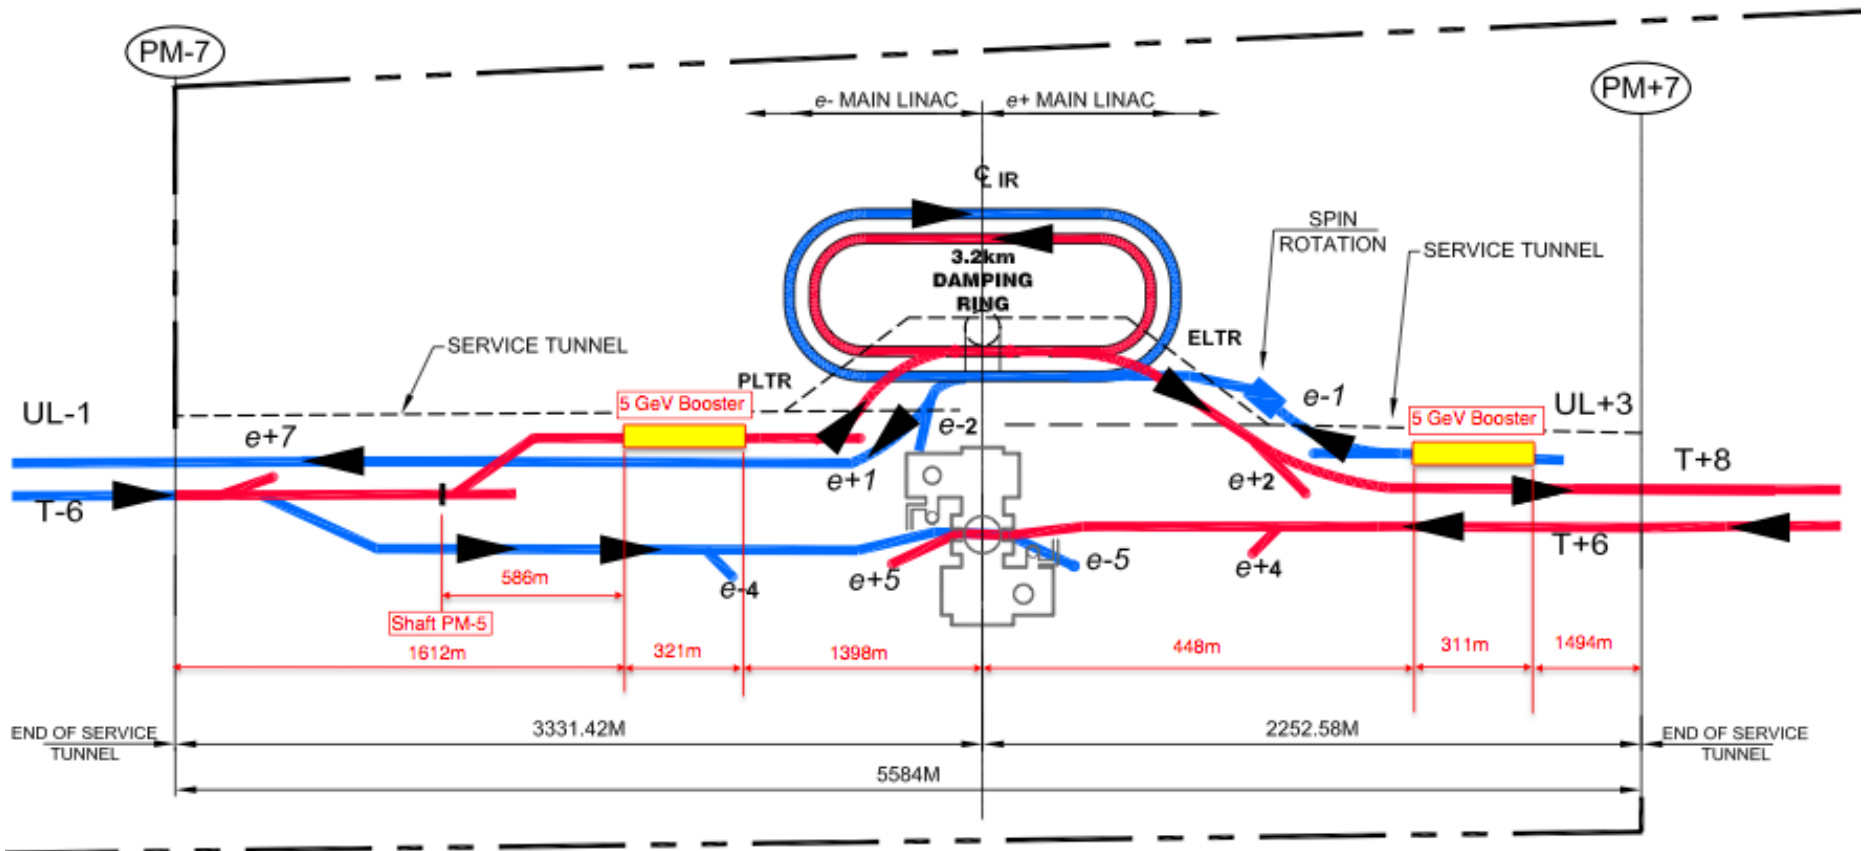 PM-7
PM+7
e- MAIN LINAC
e+ MAIN LINAC
℄ IR
SPIN
ROTATION
SERVICE TUNNEL
3.2km
DAMPING
RING
SERVICE TUNNEL
ELTR
PLTR
5 GeV Booster
e-1
UL-1
UL+3
5 GeV Booster
e+7
e-2
T+8
e+1
e+2
T-6
T+6
586m
e-4
e+5
e-5
e+4
Shaft PM-5
1612m
321m
1398m
448m
311m
1494m
END OF SERVICE
TUNNEL
3331.42M
2252.58M
END OF SERVICE
TUNNEL
5584M